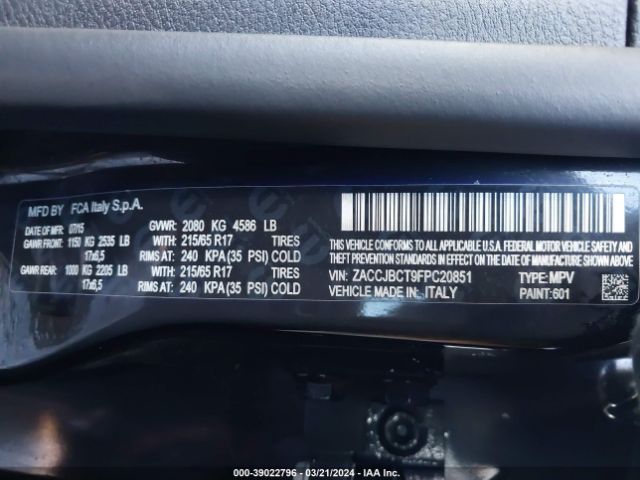 MFD BY FCA Italy S.p.A.
DATE OF MFR: 07/15 GVWR: 2080 KG 4586 LB
GAWR FRONT: 1150 KG 2535 LB WITH: 215/65 R17 TIRES
17x6,5 RIMS AT: 240 KPA (35 PSI) COLD
GAWR REAR: 1000 KG 2205 LB WITH: 215/65 R17 TIRES
17x6,5 RIMS AT: 240 KPA (35 PSI) COLD
THIS VEHICLE CONFORMS TO ALL APPLICABLE U.S.A. FEDERAL MOTOR VEHICLE SAFETY AND
THEFT PREVENTION STANDARDS IN EFFECT ON THE DATE OF MANUFACTURE SHOWN ABOVE.
VIN: ZACCJBCT9FPC20851 TYPE: MPV
VEHICLE MADE IN: ITALY PAINT: 601
000-39022796 - 03/21/2024 - IAA Inc.